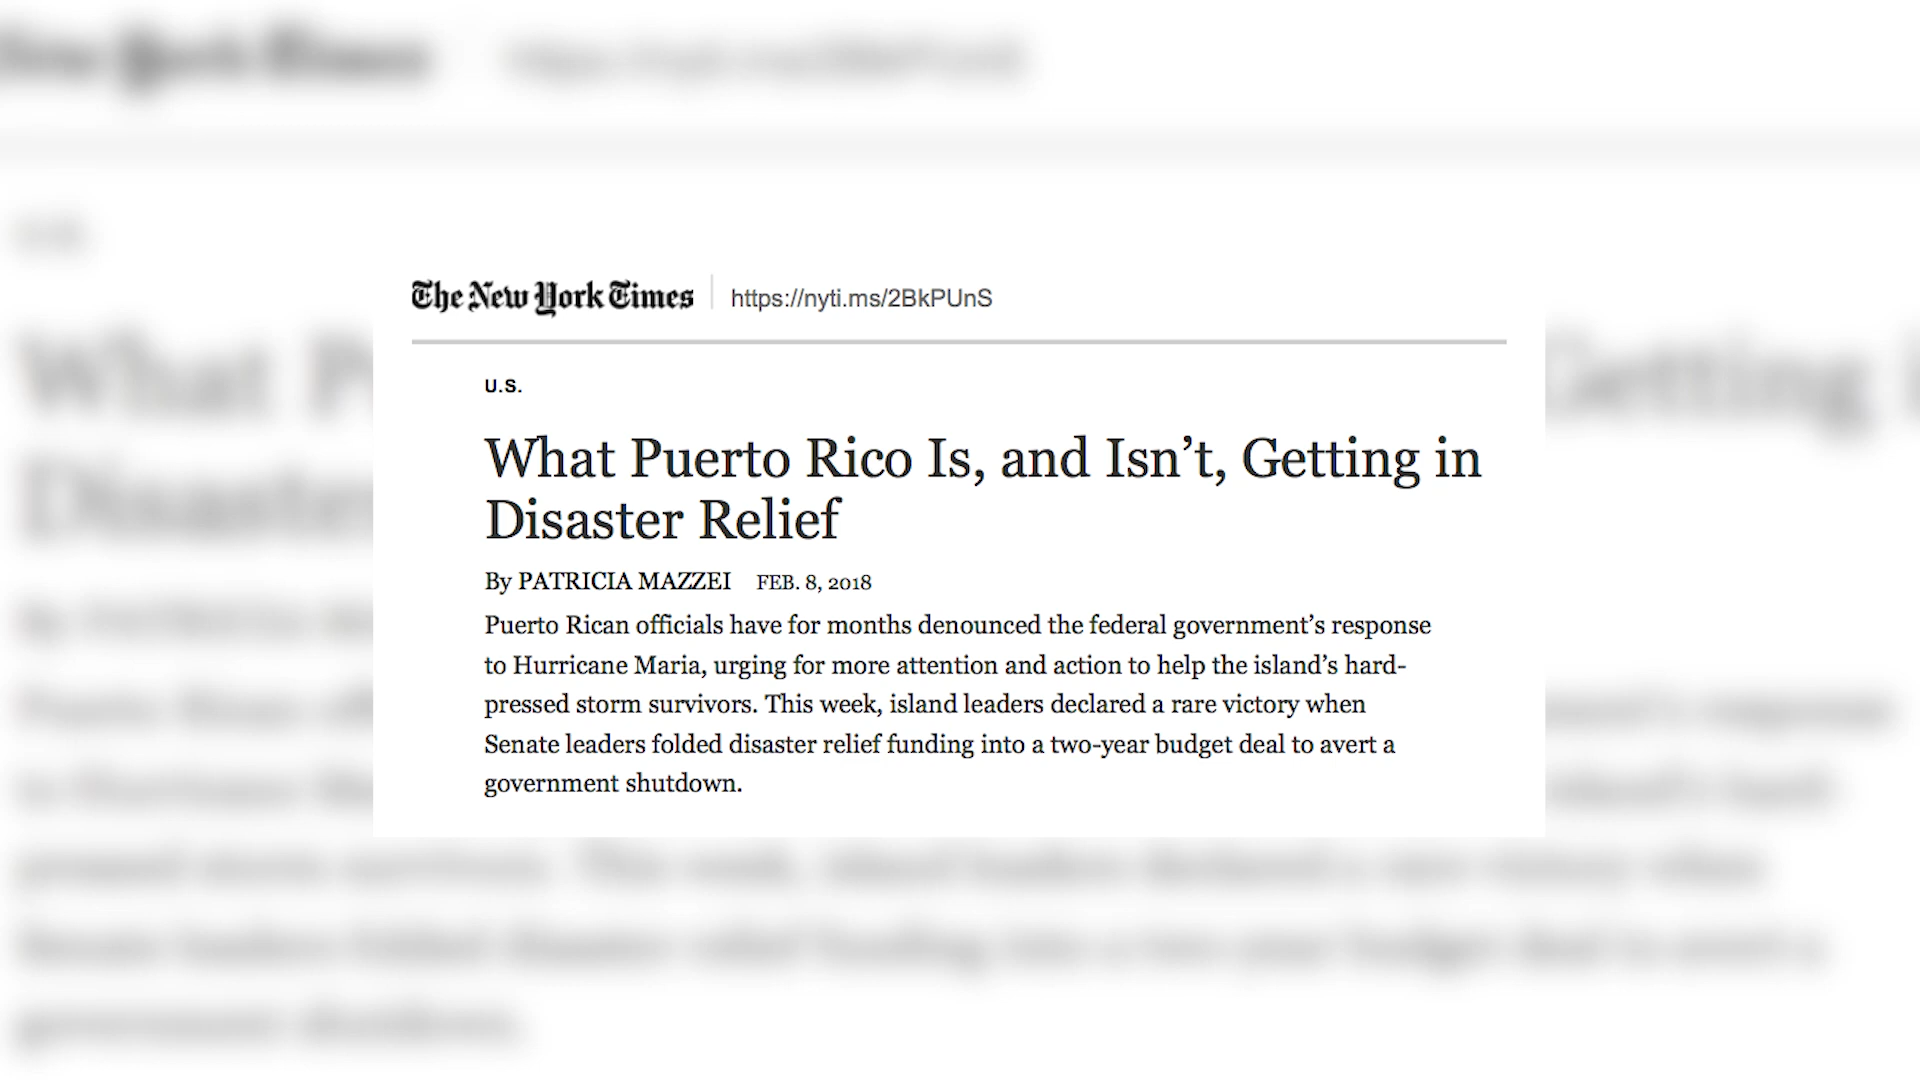 The New York Times https://nyti.ms/2BkPUnS
U.S.
What Puerto Rico Is, and Isn’t, Getting in
Disaster Relief
By PATRICIA MAZZEI FEB. 8, 2018
Puerto Rican officials have for months denounced the federal government’s response
to Hurricane Maria, urging for more attention and action to help the island’s hard-
pressed storm survivors. This week, island leaders declared a rare victory when
Senate leaders folded disaster relief funding into a two-year budget deal to avert a
government shutdown.